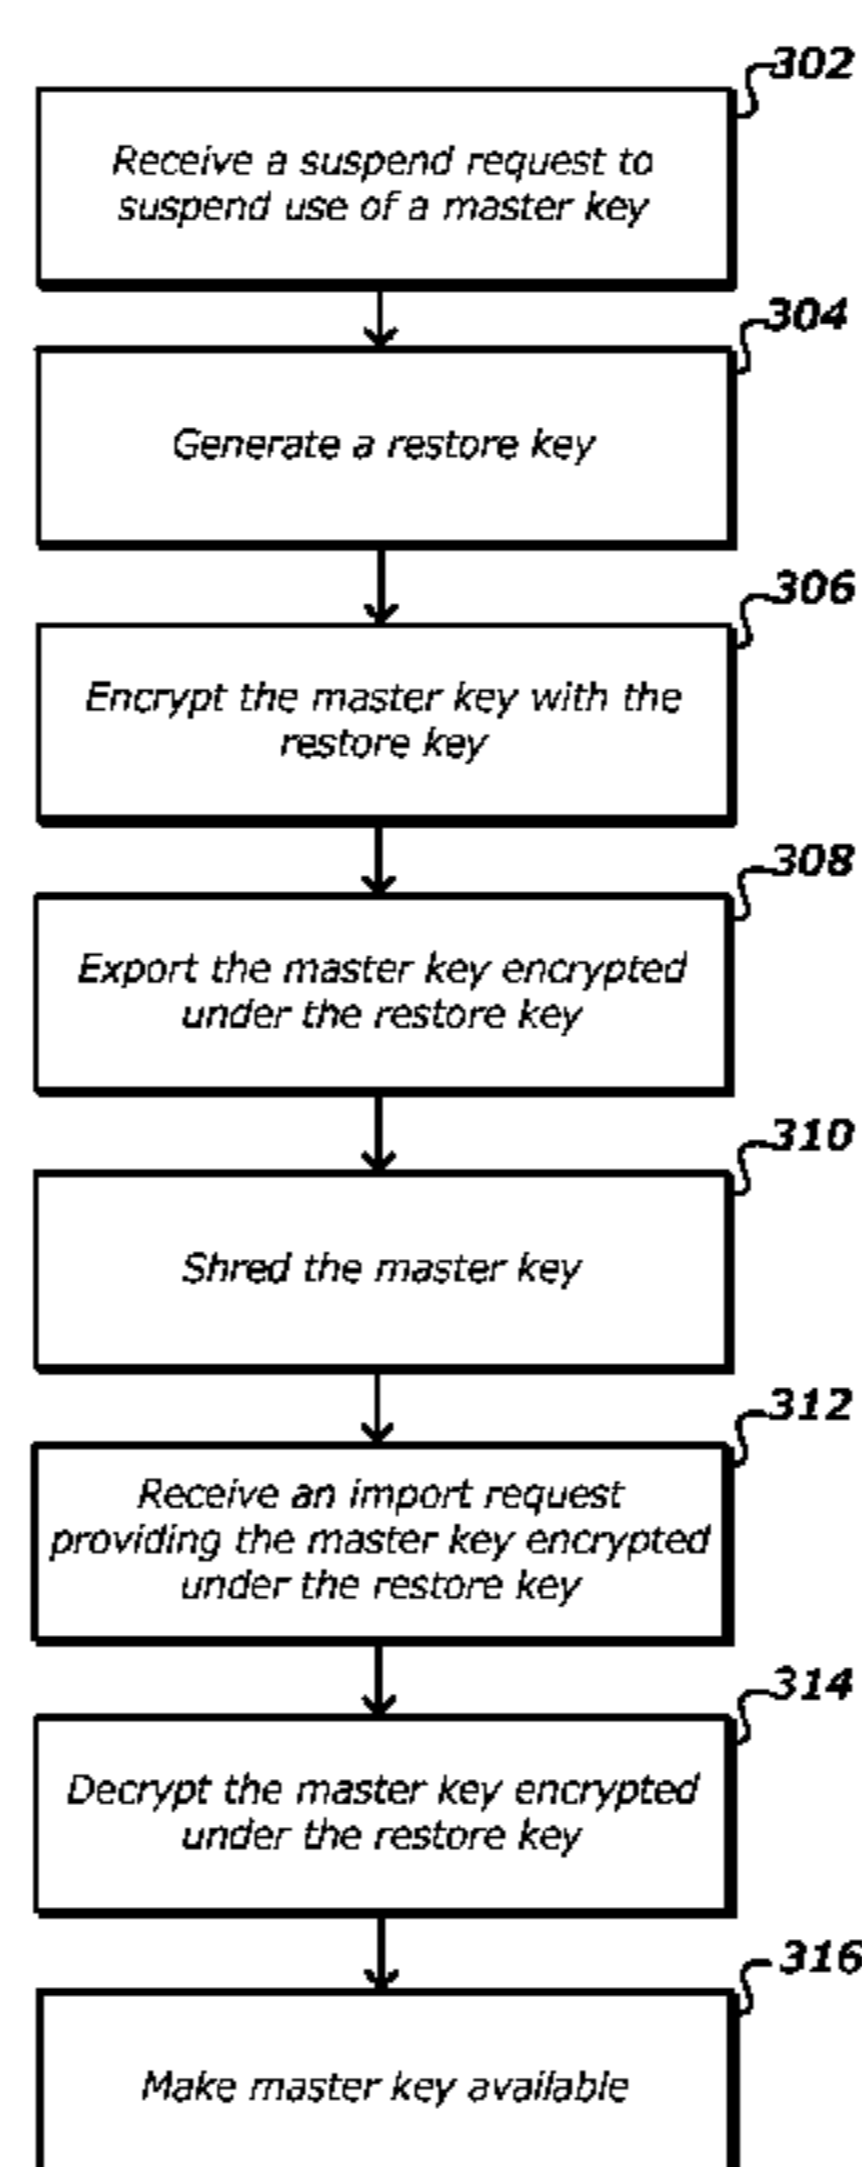 302
Receive a suspend request to
suspend use of a master key
304
Generate a restore key
306
Encrypt the master key with the
restore key
308
Export the master key encrypted
under the restore key
310
Shred the master key
312
Receive an import request
providing the master key encrypted
under the restore key
314
Decrypt the master key encrypted
under the restore key
316
Make master key available